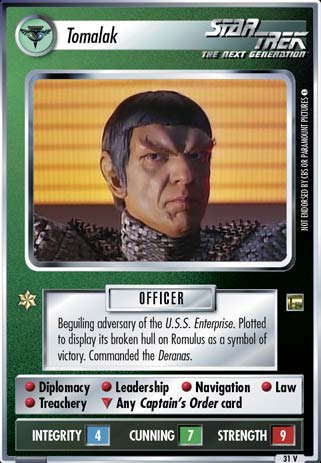 Tomalak
STAR TREK
THE NEXT GENERATION
NOT ENDORSED BY CBS OR PARAMOUNT PICTURES
OFFICER
Beguiling adversary of the U.S.S. Enterprise. Plotted
to display its broken hull on Romulus as a symbol of
victory. Commanded the Deranas.
Diplomacy Leadership Navigation Law
Treachery Any Captain's Order card
INTEGRITY 4 CUNNING 7 STRENGTH 9
31 V